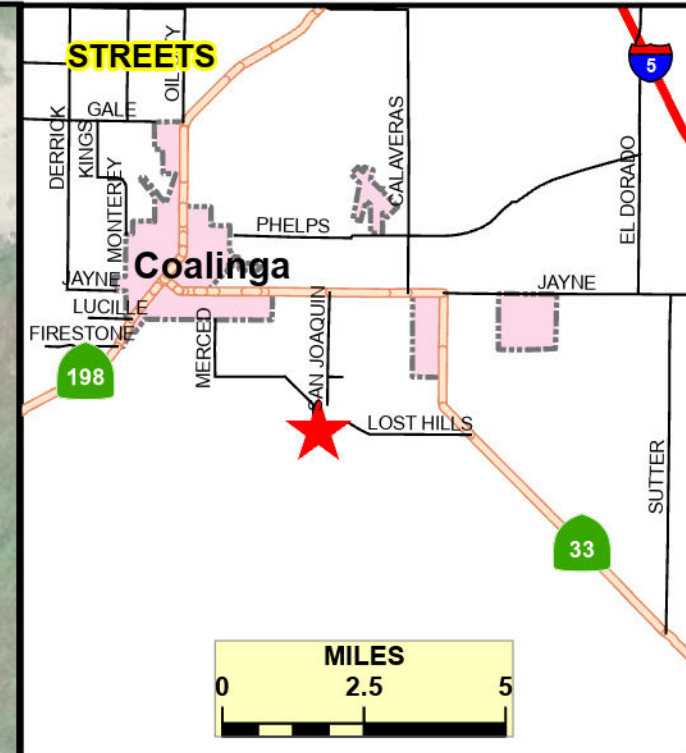 STREETS
OIL CITY
5
GALE
DERRICK
KINGS
MONTEREY
CALAVERAS
EL DORADO
PHELPS
Coalinga
JAYNE
JAYNE
LUCILLE
FIRESTONE
MERCED
SAN JOAQUIN
198
LOST HILLS
SUTTER
33
MILES
0 2.5 5